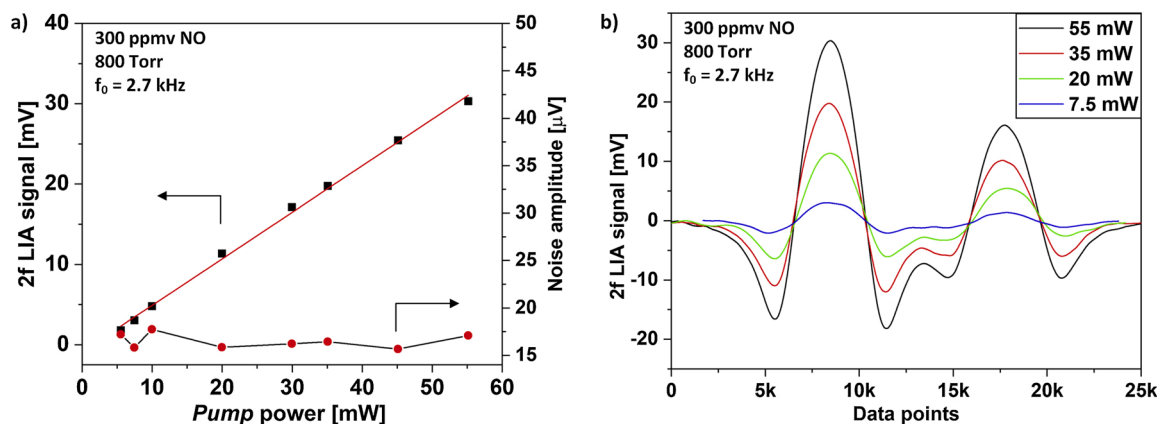 a)
300 ppmv NO
800 Torr
f₀ = 2.7 kHz
2f LIA signal [mV]
40
30
20
10
0
Noise amplitude [μV]
50
45
40
35
30
25
20
15
0 10 20 30 40 50 60
Pump power [mW]
b)
300 ppmv NO
800 Torr
f₀ = 2.7 kHz
55 mW
35 mW
20 mW
7.5 mW
2f LIA signal [mV]
30
20
10
0
-10
-20
0 5k 10k 15k 20k 25k
Data points